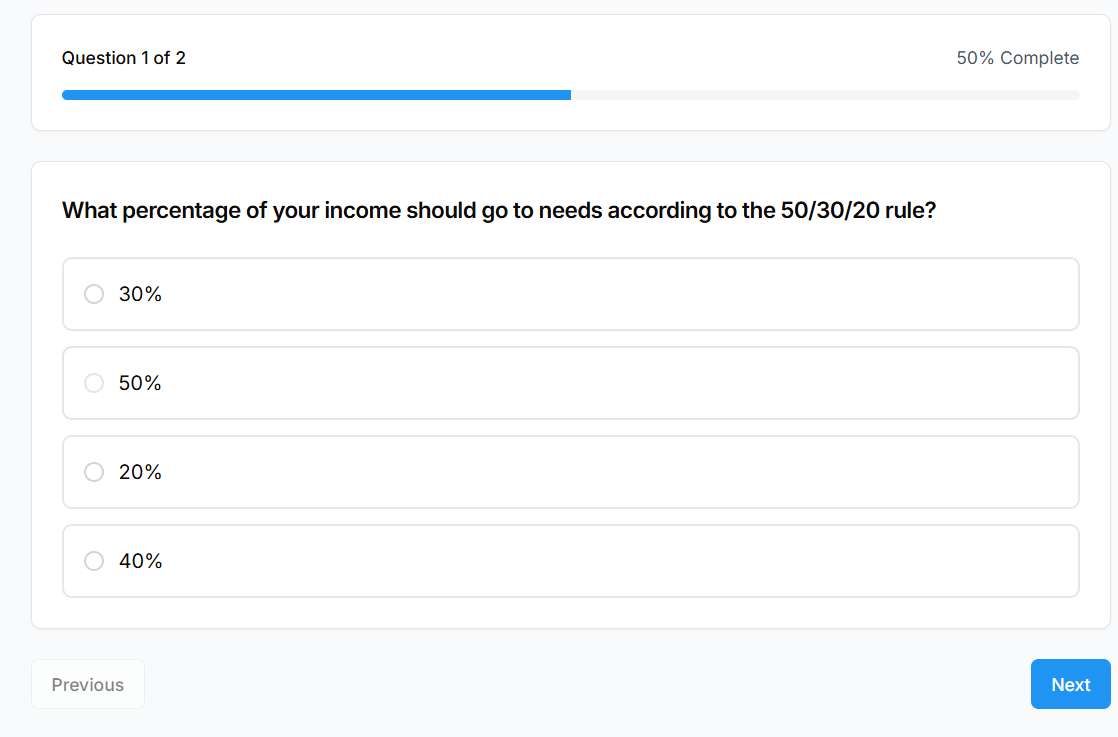 Question 1 of 2
50% Complete
What percentage of your income should go to needs according to the 50/30/20 rule?
30%
50%
20%
40%
Previous
Next